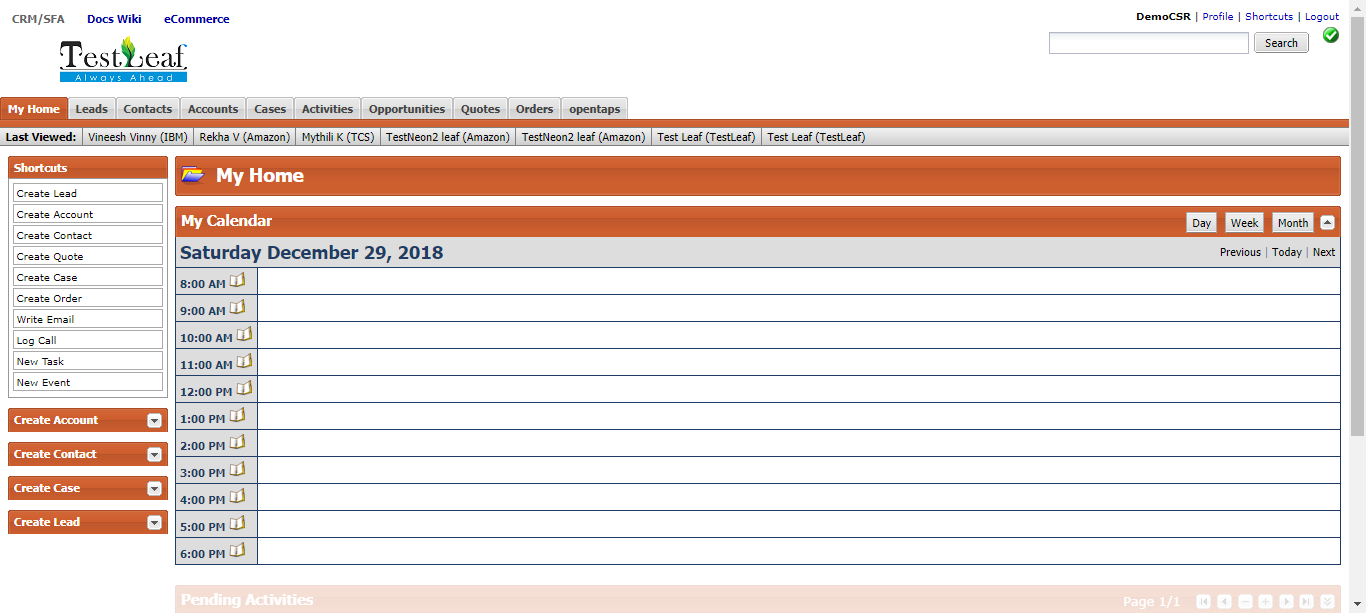 CRM/SFA Docs Wiki eCommerce
DemoCSR | Profile | Shortcuts | Logout
Search
TestLeaf
Always Ahead
My Home Leads Contacts Accounts Cases Activities Opportunities Quotes Orders opentaps
Last Viewed: Vineesh Vinny (IBM) Rekha V (Amazon) Mythili K (TCS) TestNeon2 leaf (Amazon) TestNeon2 leaf (Amazon) Test Leaf (TestLeaf) Test Leaf (TestLeaf)
Shortcuts
Create Lead
Create Account
Create Contact
Create Quote
Create Case
Create Order
Write Email
Log Call
New Task
New Event
Create Account
Create Contact
Create Case
Create Lead
My Home
My Calendar
Day Week Month
Saturday December 29, 2018
Previous | Today | Next
8:00 AM
9:00 AM
10:00 AM
11:00 AM
12:00 PM
1:00 PM
2:00 PM
3:00 PM
4:00 PM
5:00 PM
6:00 PM
Pending Activities
Page 1/1